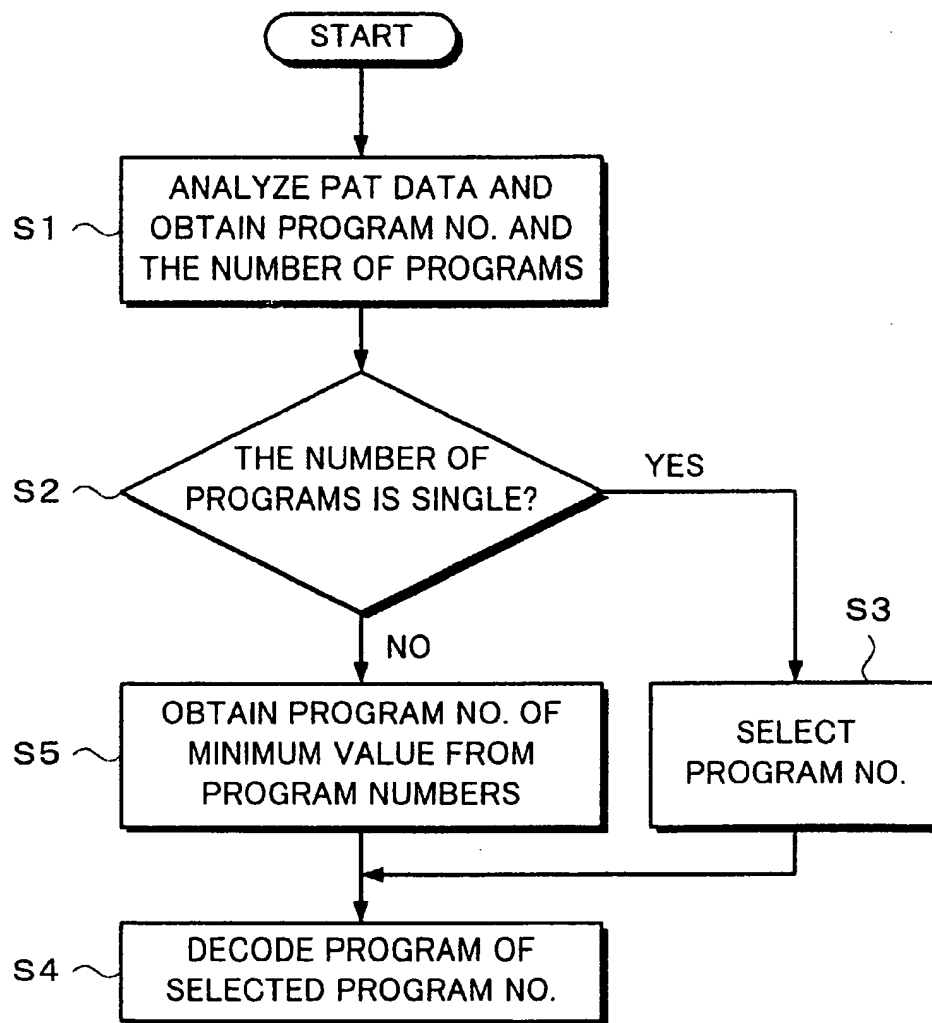 START
S1
ANALYZE PAT DATA AND
OBTAIN PROGRAM NO. AND
THE NUMBER OF PROGRAMS
S2
THE NUMBER OF
PROGRAMS IS SINGLE?
YES
NO
S3
SELECT
PROGRAM NO.
S5
OBTAIN PROGRAM NO. OF
MINIMUM VALUE FROM
PROGRAM NUMBERS
S4
DECODE PROGRAM OF
SELECTED PROGRAM NO.